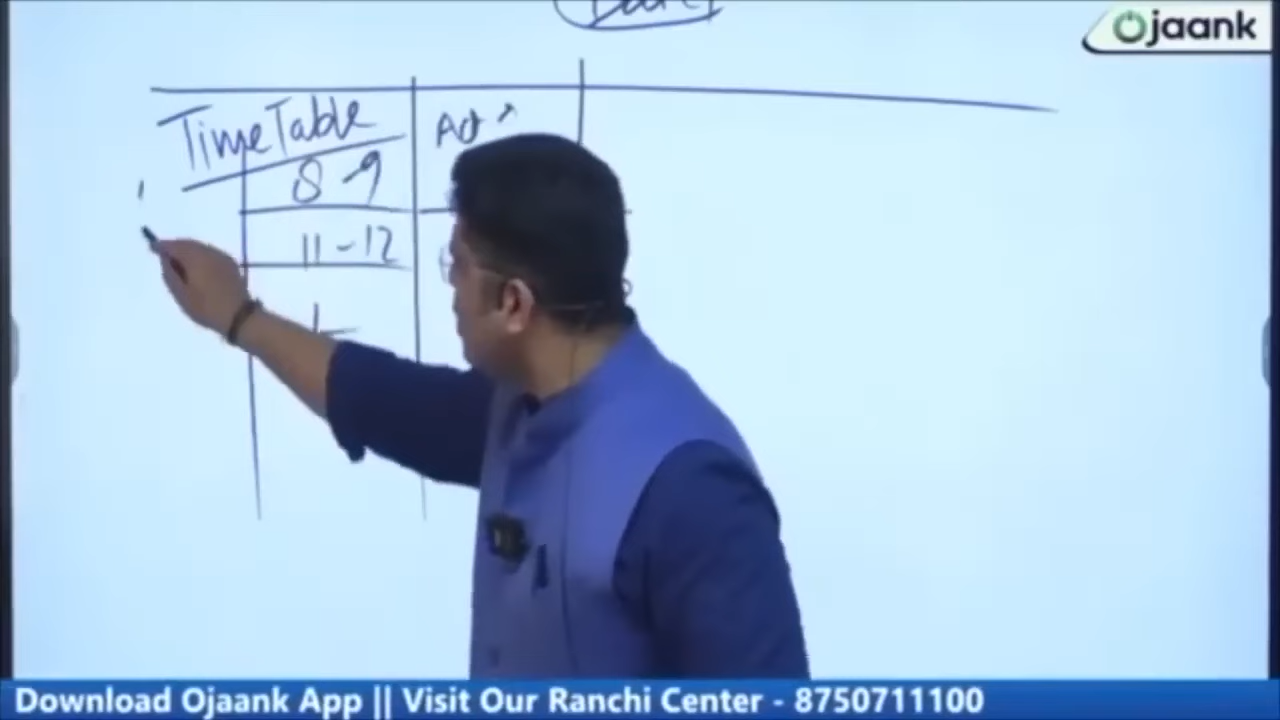 Ojaank
Time Table
8-9
11-12
Download Ojaank App || Visit Our Ranchi Center - 8750711100